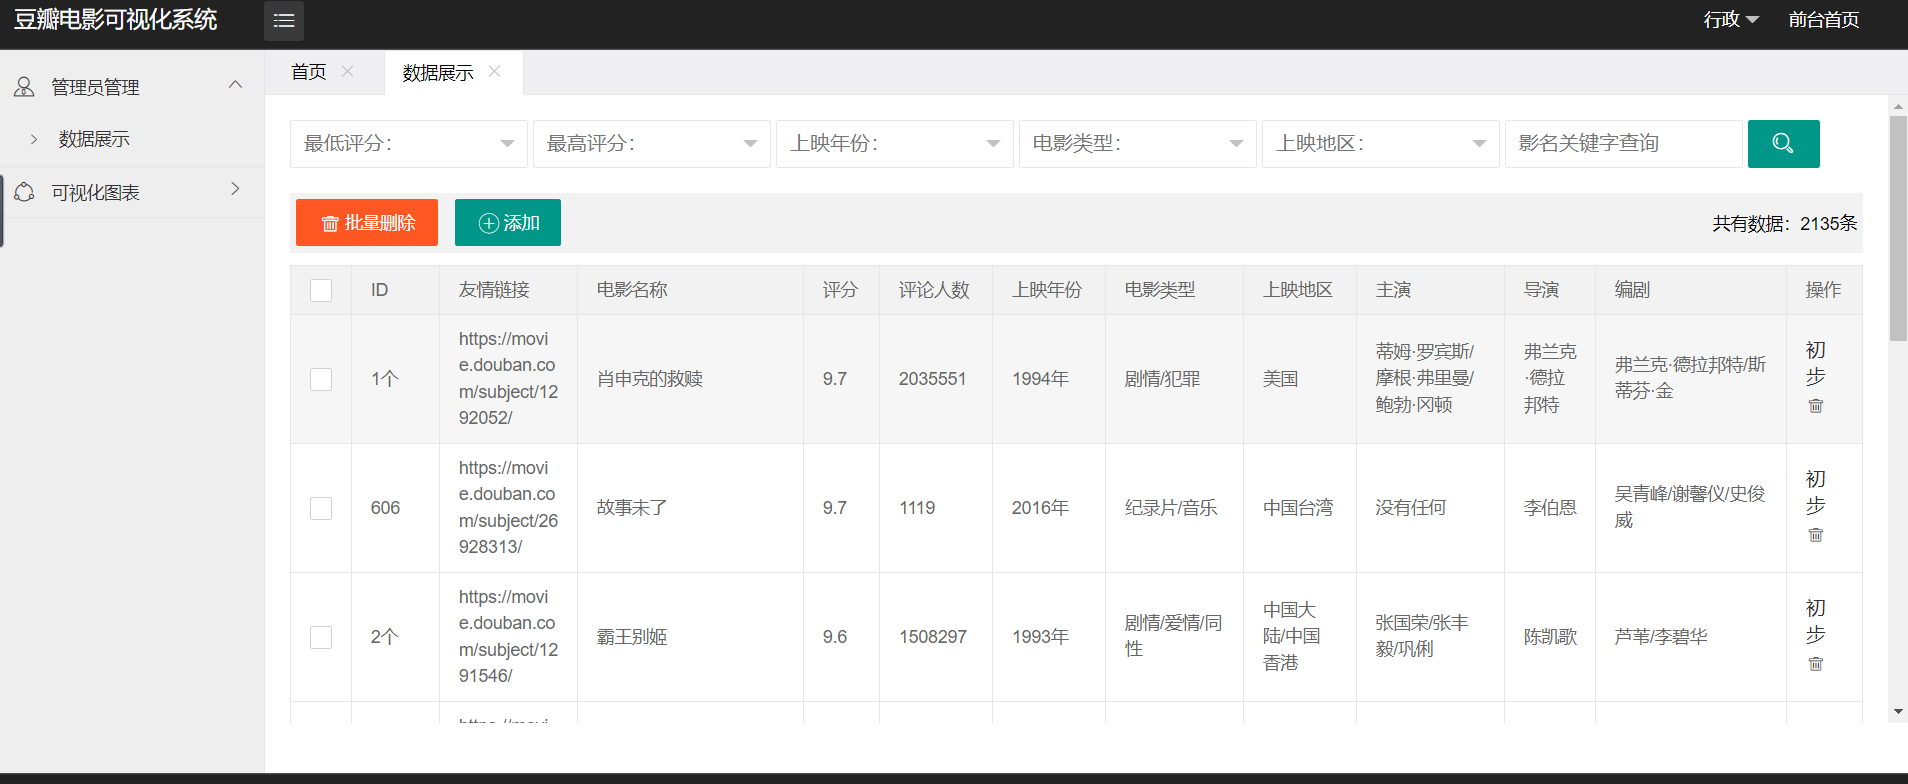 豆瓣电影可视化系统
行政 前台首页
管理员管理
数据展示
可视化图表
首页 数据展示
最低评分： 最高评分： 上映年份： 电影类型： 上映地区： 影名关键字查询
批量删除 添加 共有数据：2135条
ID 友情链接 电影名称 评分 评论人数 上映年份 电影类型 上映地区 主演 导演 编剧 操作
1个
https://movi
e.douban.co
m/subject/12
92052/
肖申克的救赎
9.7
2035551
1994年
剧情/犯罪
美国
蒂姆·罗宾斯/
摩根·弗里曼/
鲍勃·冈顿
弗兰克
·德拉
邦特
弗兰克·德拉邦特/斯
蒂芬·金
初
步
606
https://movi
e.douban.co
m/subject/26
928313/
故事未了
9.7
1119
2016年
纪录片/音乐
中国台湾
没有任何
李伯恩
吴青峰/谢馨仪/史俊
威
初
步
2个
https://movi
e.douban.co
m/subject/12
91546/
霸王别姬
9.6
1508297
1993年
剧情/爱情/同
性
中国大
陆/中国
香港
张国荣/张丰
毅/巩俐
陈凯歌
芦苇/李碧华
初
步